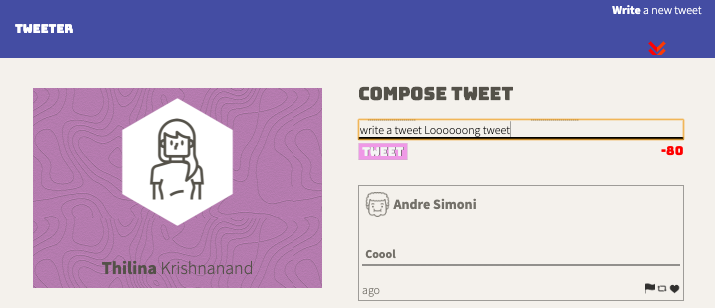 Write a new tweet
TWEETER
COMPOSE TWEET
write a tweet Loooooong tweet
TWEET
-80
Andre Simoni
Coool
ago
Thilina Krishnanand